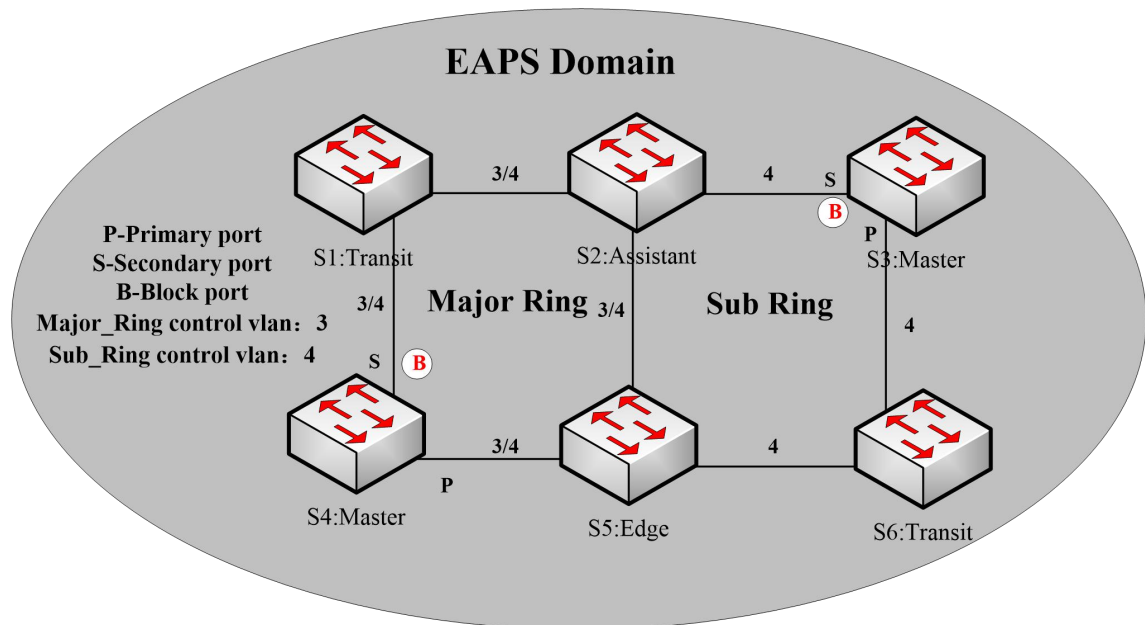 EAPS Domain
3/4
4
S
B
P
S1:Transit
S2:Assistant
S3:Master
P-Primary port
S-Secondary port
B-Block port
Major_Ring control vlan：3
Sub_Ring control vlan：4
3/4
Major Ring
3/4
Sub Ring
4
S
B
3/4
4
P
S4:Master
S5:Edge
S6:Transit